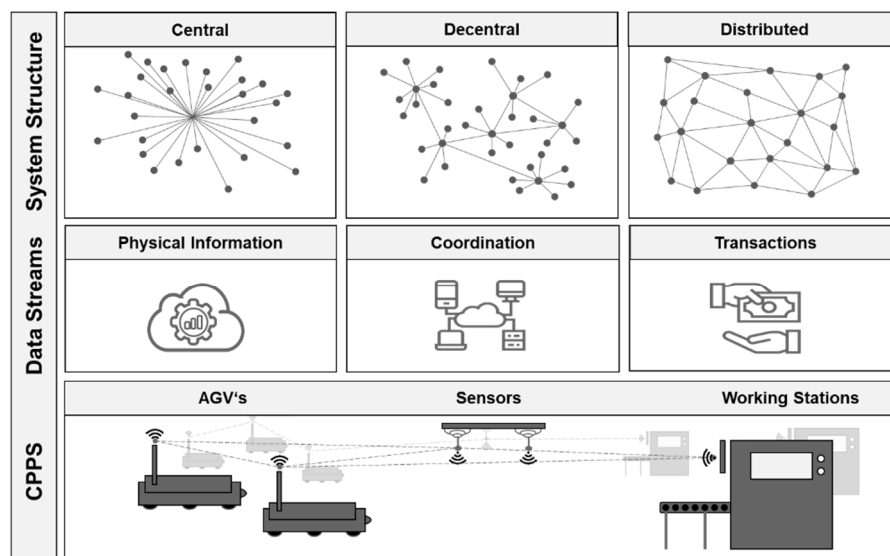 System Structure
Central
Decentral
Distributed
Data Streams
Physical Information
Coordination
Transactions
CPPS
AGV‘s
Sensors
Working Stations